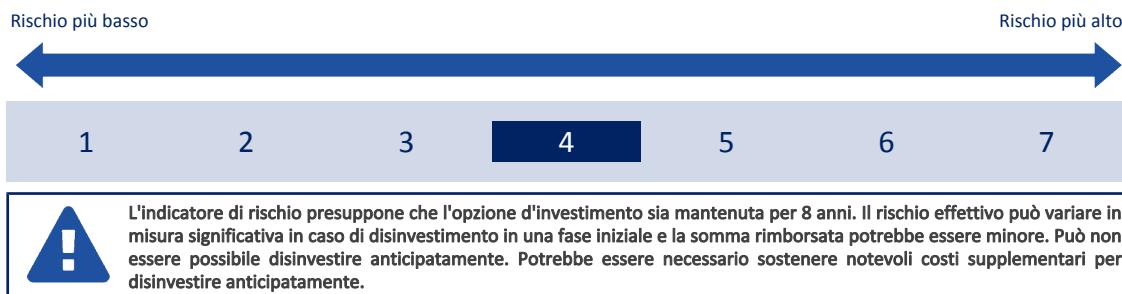 Rischio più basso
Rischio più alto
1 2 3 4 5 6 7
L'indicatore di rischio presuppone che l'opzione d'investimento sia mantenuta per 8 anni. Il rischio effettivo può variare in
misura significativa in caso di disinvestimento in una fase iniziale e la somma rimborsata potrebbe essere minore. Può non
essere possibile disinvestire anticipatamente. Potrebbe essere necessario sostenere notevoli costi supplementari per
disinvestire anticipatamente.